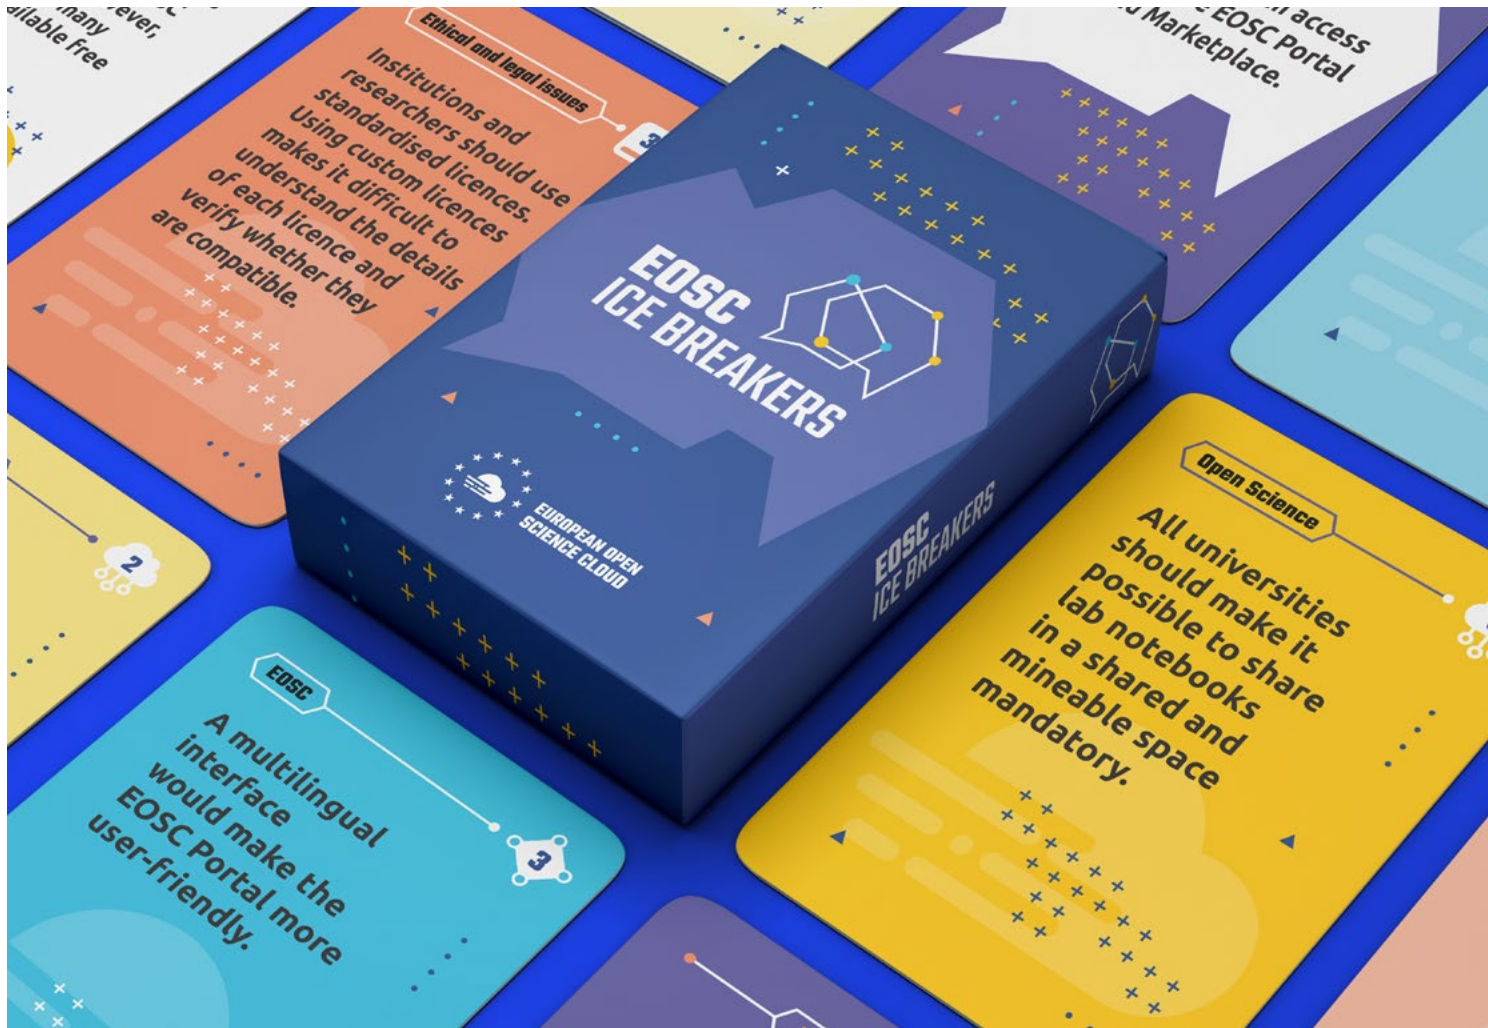 ever,
many
ailable free
Ethical and legal issues
3
Institutions and
researchers should use
standardised licences.
Using custom licences
makes it difficult to
understand the details
of each licence and
verify whether they
are compatible.
access
EOSC Portal
Marketplace.
EOSC
ICE BREAKERS
EUROPEAN OPEN
SCIENCE CLOUD
EOSC
ICE BREAKERS
2
EOSC
3
A multilingual
interface
would make the
EOSC Portal more
user-friendly.
Open Science
All universities
should make it
possible to share
lab notebooks
in a shared and
mineable space
mandatory.